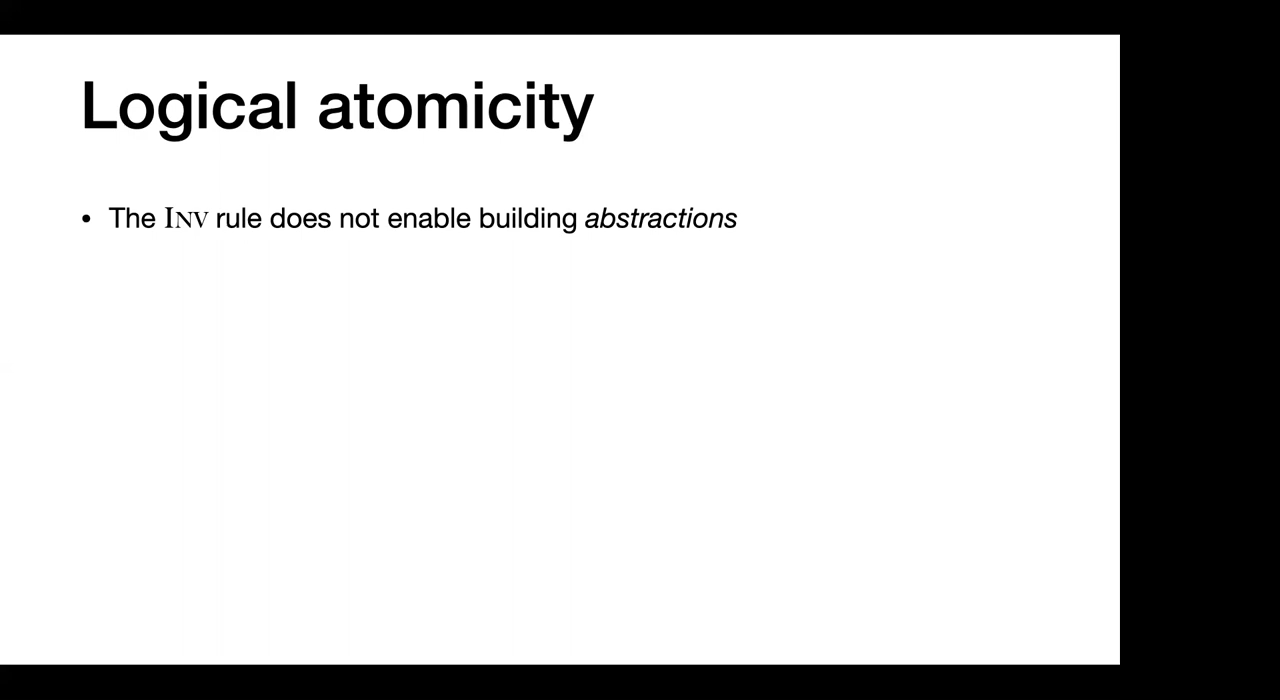 Logical atomicity
• The INV rule does not enable building abstractions